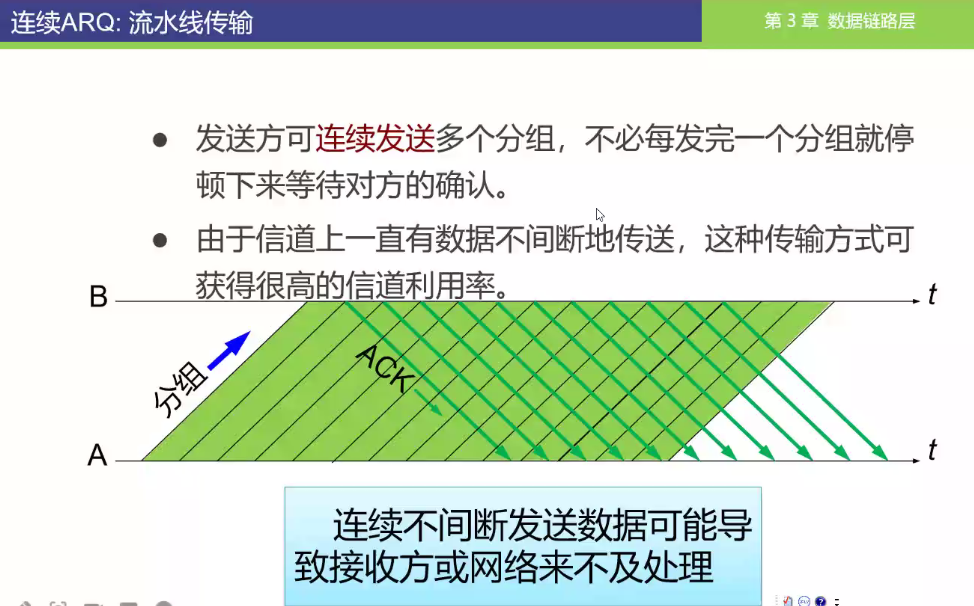 连续ARQ: 流水线传输
第 3 章 数据链路层
● 发送方可连续发送多个分组，不必每发完一个分组就停
顿下来等待对方的确认。
● 由于信道上一直有数据不间断地传送，这种传输方式可
获得很高的信道利用率。
B
t
分组
ACK
A
t
连续不间断发送数据可能导
致接收方或网络来不及处理